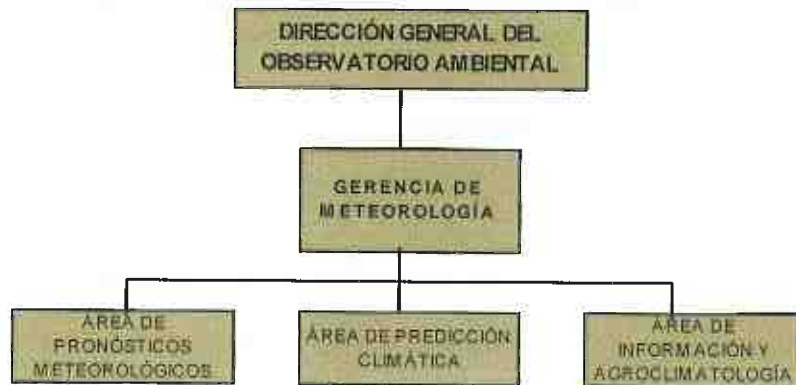 DIRECCIÓN GENERAL DEL
OBSERVATORIO AMBIENTAL
GERENCIA DE
METEOROLOGÍA
ÁREA DE
PRONÓSTICOS
METEOROLÓGICOS
ÁREA DE PREDICCIÓN
CLIMÁTICA
ÁREA DE
INFORMACIÓN Y
AGROCLIMATOLOGÍA